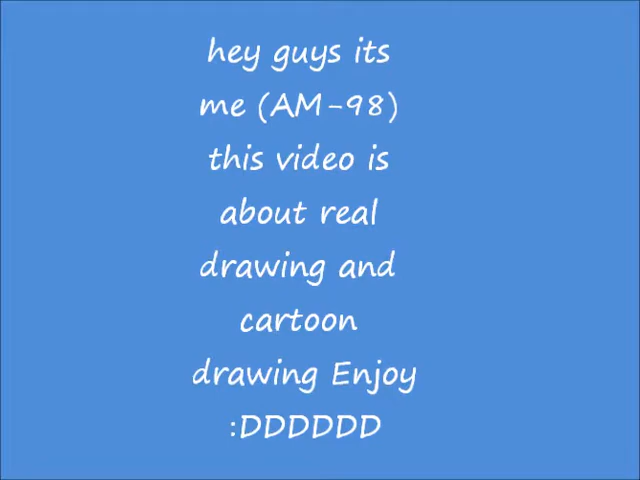 hey guys its
me (AM-98)
this video is
about real
drawing and
cartoon
drawing Enjoy
:DDDDDD